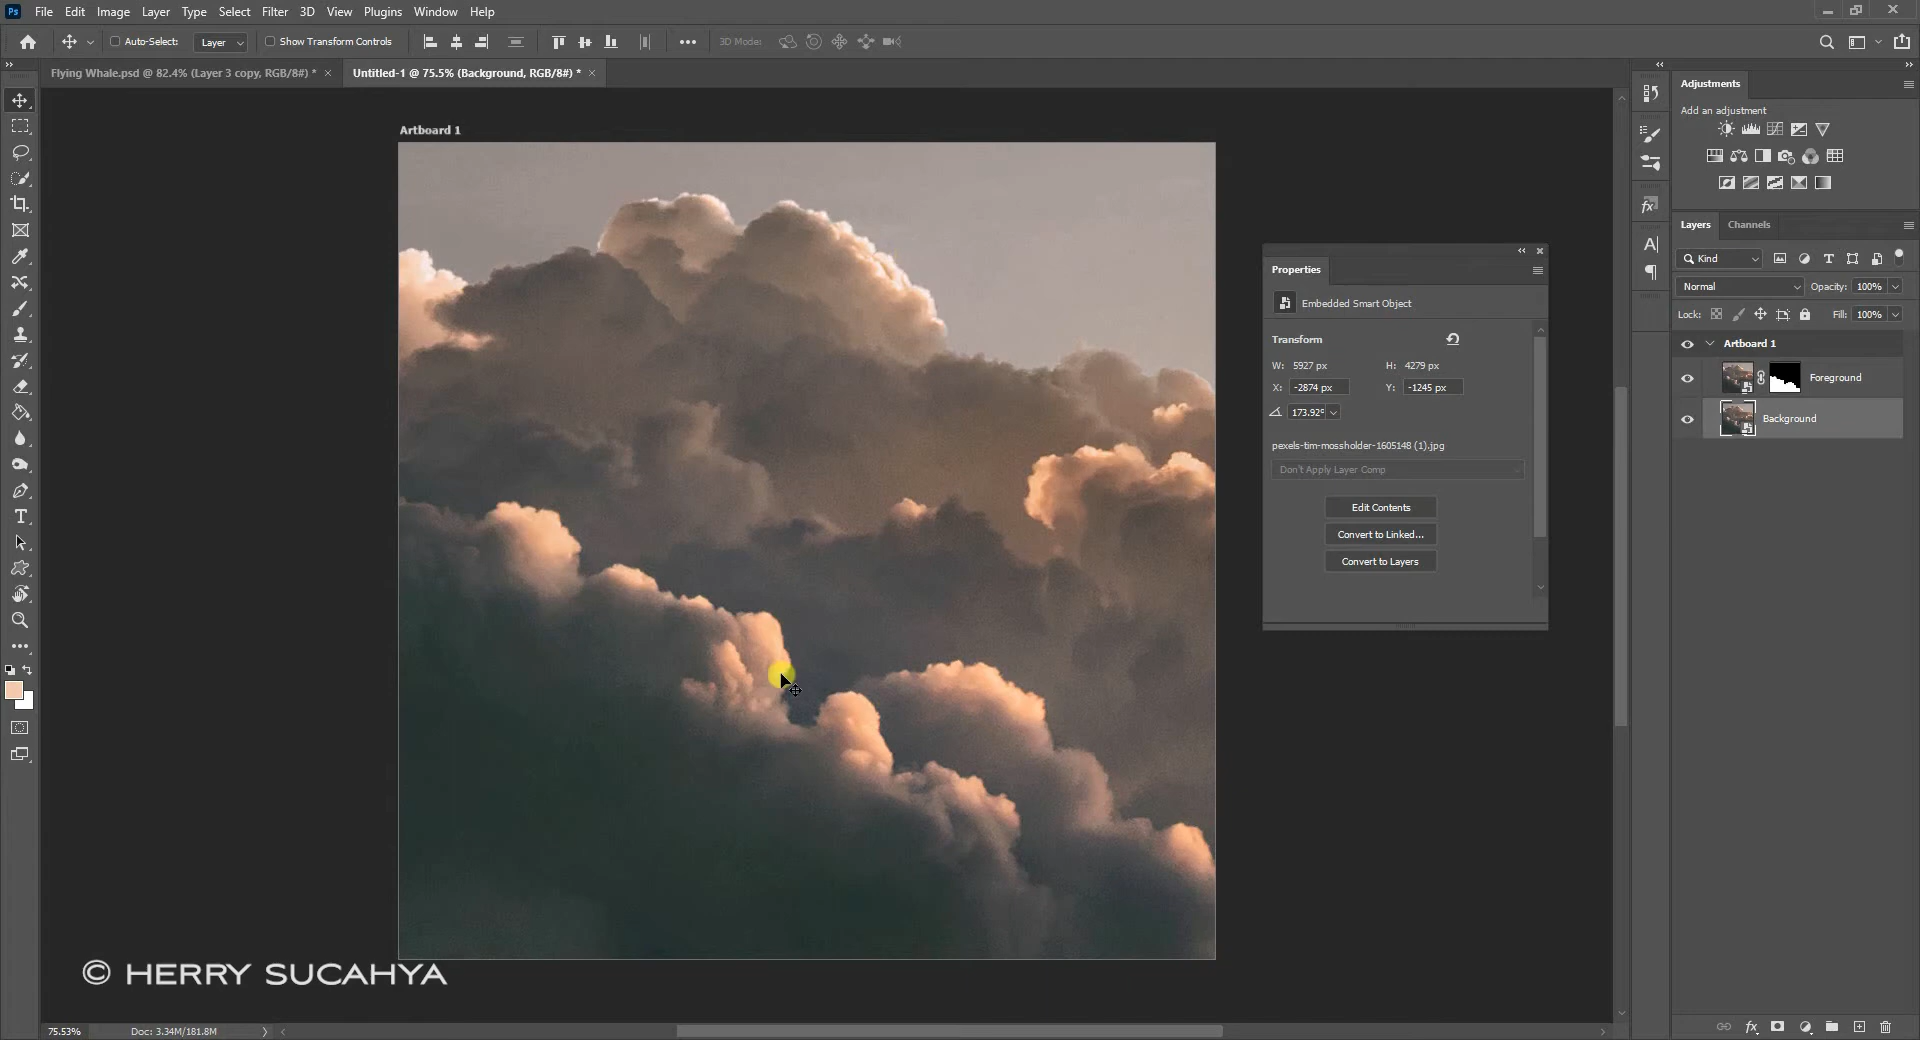 Ps File Edit Image Layer Type Select Filter 3D View Plugins Window Help
Auto-Select: Layer Show Transform Controls 3D Mode:
Flying Whale.psd @ 82.4% (Layer 3 copy, RGB/8#) * Untitled-1 @ 75.5% (Background, RGB/8#) *
Adjustments
Add an adjustment
Artboard 1
Layers Channels
Kind
Properties
Normal Opacity: 100%
Embedded Smart Object
Lock: Fill: 100%
Transform
Artboard 1
W: 5927 px H: 4279 px
X: -2874 px Y: -1245 px
Foreground
173.92°
Background
pexels-tim-mossholder-1605148 (1).jpg
Don't Apply Layer Comp
Edit Contents
Convert to Linked...
Convert to Layers
© HERRY SUCAHYA
75.53% Doc: 3.34M/181.8M